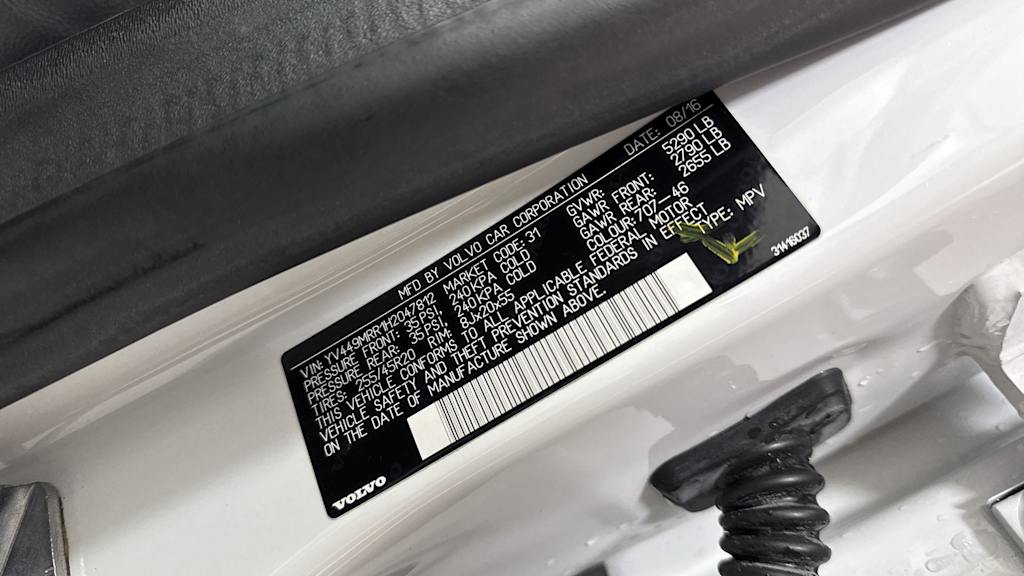 MFD BY VOLVO CAR CORPORATION DATE: 08/16
VIN: YV449MRR1H2047912 MARKET CODE: 31 GVWR: 5290 LB
PRESSURE FRONT: 35PSI 240KPA COLD GAWR FRONT: 2790 LB
PRESSURE REAR: 35PSI 240KPA COLD GAWR REAR: 2655 LB
TIRES: 255/45R20 RIM: 8Jx20x55 COLOUR: 707-46
THIS VEHICLE CONFORMS TO ALL APPLICABLE FEDERAL MOTOR
VEHICLE SAFETY AND THEFT PREVENTION STANDARDS IN EFFECT
ON THE DATE OF MANUFACTURE SHOWN ABOVE TYPE: MPV
VOLVO
31416037